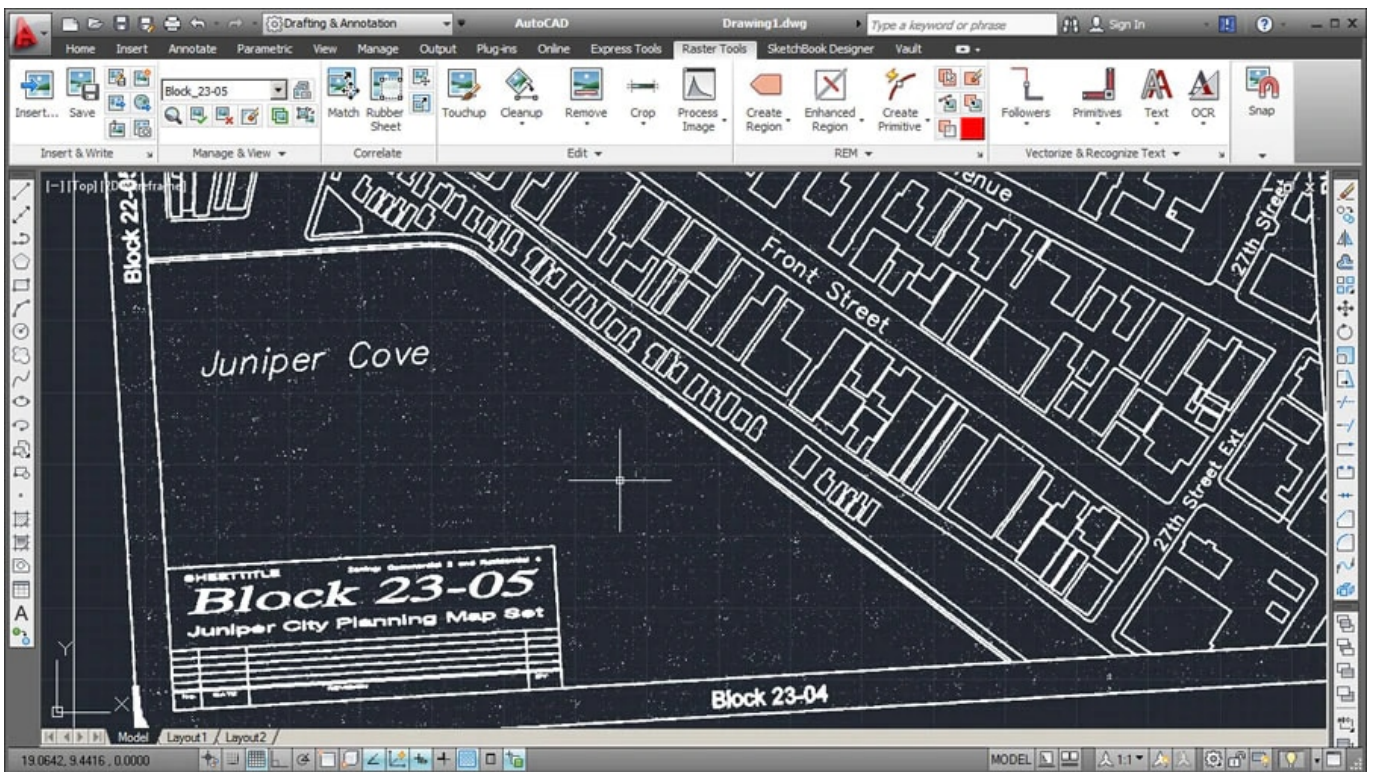 Drafting & Annotation
AutoCAD
Drawing1.dwg
Type a keyword or phrase
Sign In
Home Insert Annotate Parametric View Manage Output Plug-ins Online Express Tools Raster Tools SketchBook Designer Vault
Block_23-05
Insert... Save Match Rubber Sheet Touchup Cleanup Remove Crop Process Image Create Region Enhanced Region Create Primitive Followers Primitives Text OCR Snap
Insert & Write Manage & View Correlate Edit REM Vectorize & Recognize Text
[−][Top]
Block 22-
enue
27th Street
Front Street
Juniper Cove
27th Street Ext
SHEETTITLE
Block 23-05
Juniper City Planning Map Set
No. DATE
BY
Block 23-04
Y
X
Model Layout1 Layout2
19.0642, 9.4416 , 0.0000
MODEL
1:1